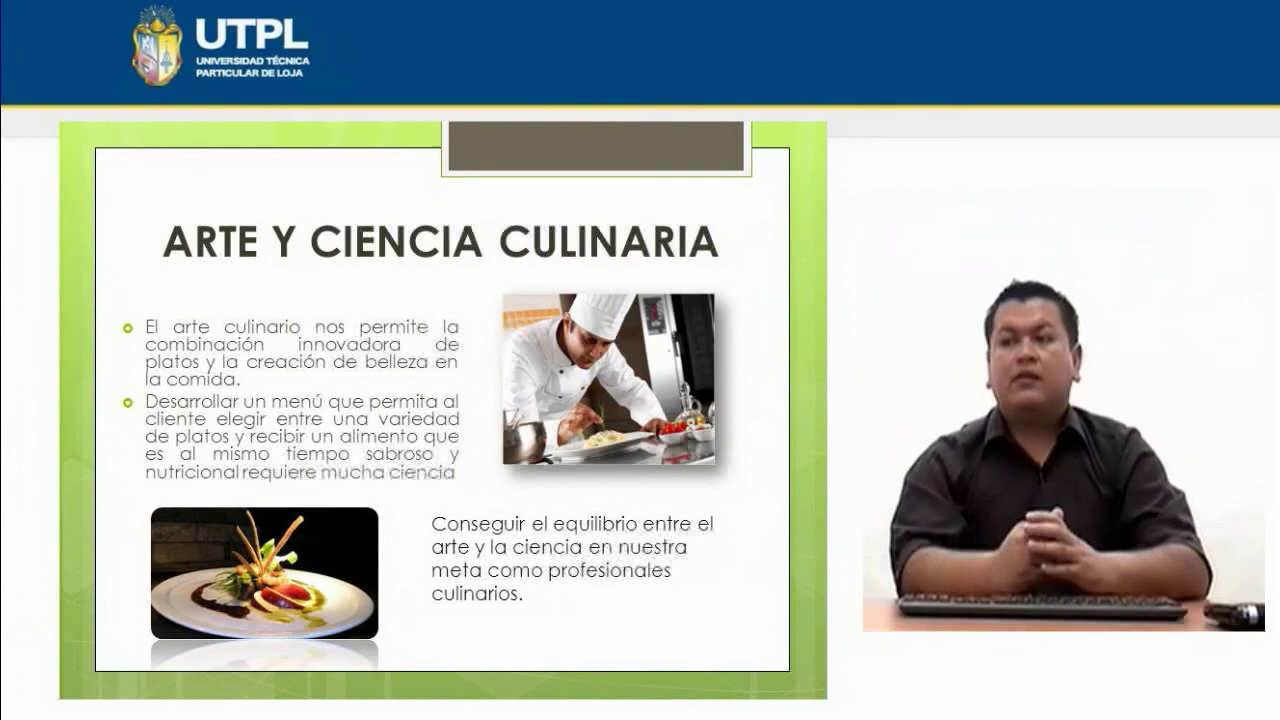 UTPL
UNIVERSIDAD TÉCNICA
PARTICULAR DE LOJA
ARTE Y CIENCIA CULINARIA
El arte culinario nos permite la
combinación innovadora de
platos y la creación de belleza en
la comida.
Desarrollar un menú que permita al
cliente elegir entre una variedad
de platos y recibir un alimento que
es al mismo tiempo sabroso y
nutricional requiere mucha ciencia
Conseguir el equilibrio entre el
arte y la ciencia en nuestra
meta como profesionales
culinarios.